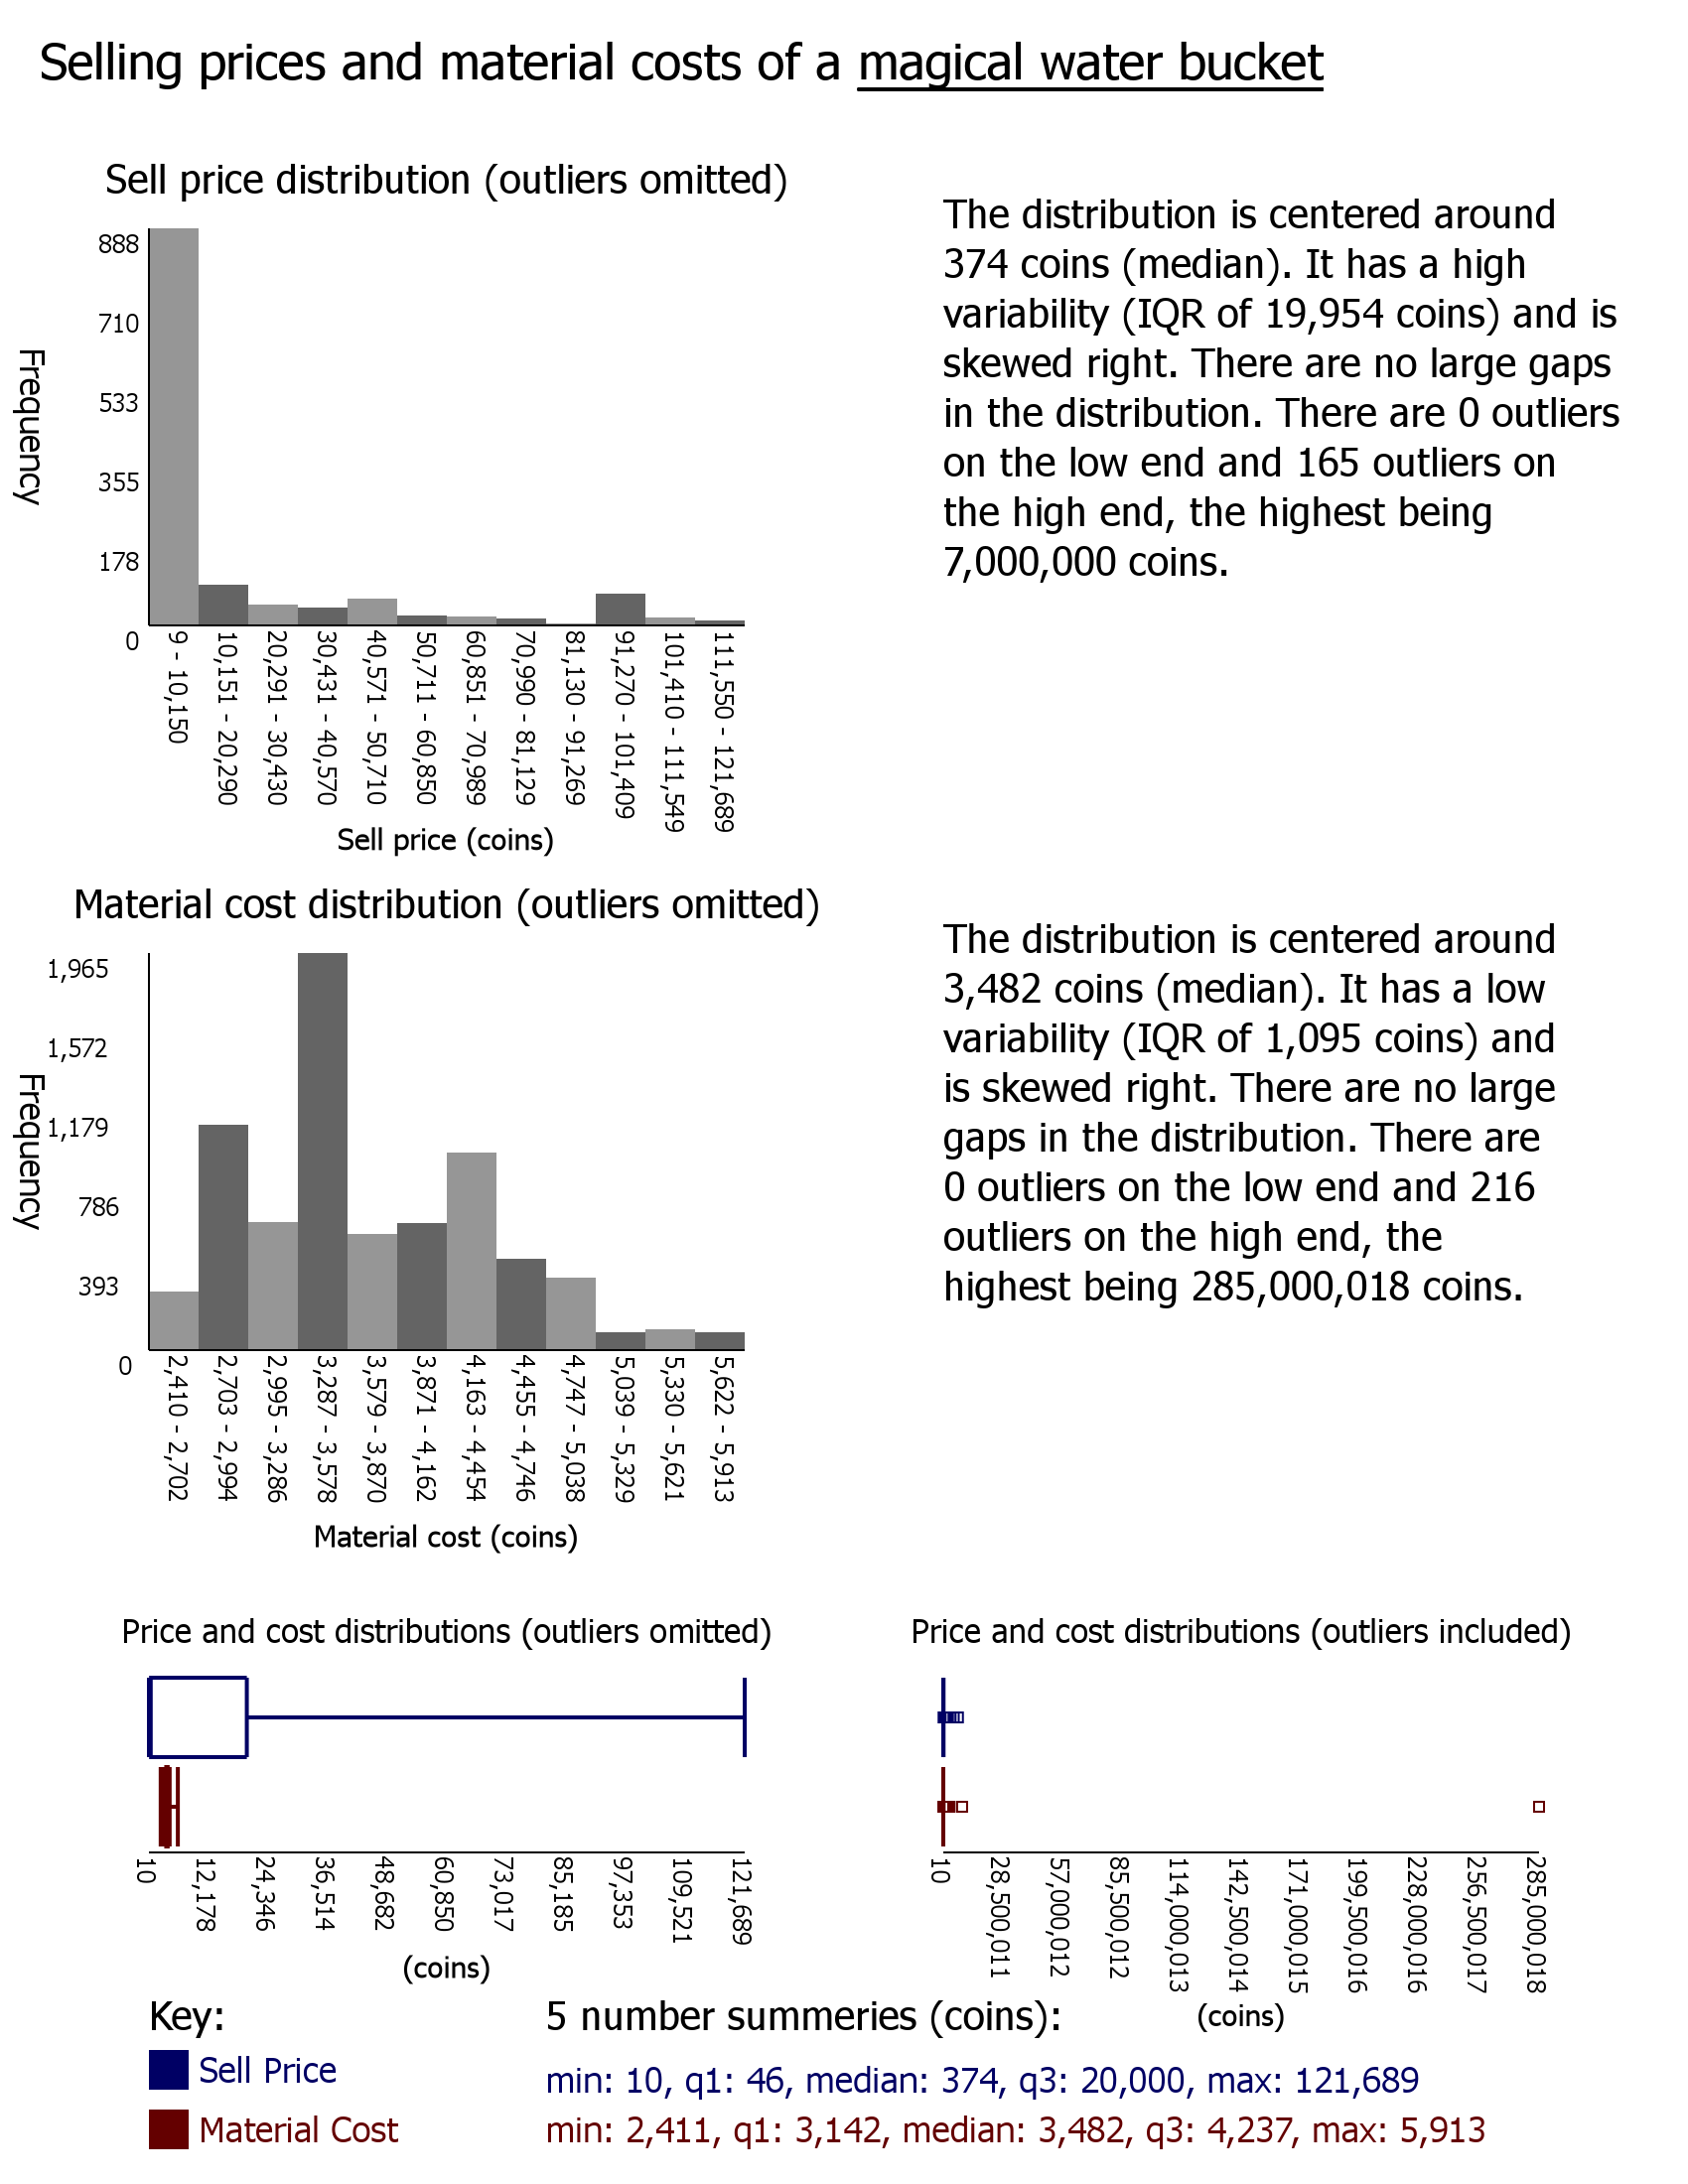 Selling prices and material costs of a magical water bucket
Sell price distribution (outliers omitted)
888
710
533
355
178
0
Frequency
9 - 10,150
10,151 - 20,290
20,291 - 30,430
30,431 - 40,570
40,571 - 50,710
50,711 - 60,850
60,851 - 70,989
70,990 - 81,129
81,130 - 91,269
91,270 - 101,409
101,410 - 111,549
111,550 - 121,689
Sell price (coins)
The distribution is centered around
374 coins (median). It has a high
variability (IQR of 19,954 coins) and is
skewed right. There are no large gaps
in the distribution. There are 0 outliers
on the low end and 165 outliers on
the high end, the highest being
7,000,000 coins.
Material cost distribution (outliers omitted)
1,965
1,572
1,179
786
393
0
Frequency
2,410 - 2,702
2,703 - 2,994
2,995 - 3,286
3,287 - 3,578
3,579 - 3,870
3,871 - 4,162
4,163 - 4,454
4,455 - 4,746
4,747 - 5,038
5,039 - 5,329
5,330 - 5,621
5,622 - 5,913
Material cost (coins)
The distribution is centered around
3,482 coins (median). It has a low
variability (IQR of 1,095 coins) and
is skewed right. There are no large
gaps in the distribution. There are
0 outliers on the low end and 216
outliers on the high end, the
highest being 285,000,018 coins.
Price and cost distributions (outliers omitted)
10
12,178
24,346
36,514
48,682
60,850
73,017
85,185
97,353
109,521
121,689
(coins)
Price and cost distributions (outliers included)
10
28,500,011
57,000,012
85,500,012
114,000,013
142,500,014
171,000,015
199,500,016
228,000,016
256,500,017
285,000,018
(coins)
Key:
Sell Price
Material Cost
5 number summeries (coins):
min: 10, q1: 46, median: 374, q3: 20,000, max: 121,689
min: 2,411, q1: 3,142, median: 3,482, q3: 4,237, max: 5,913